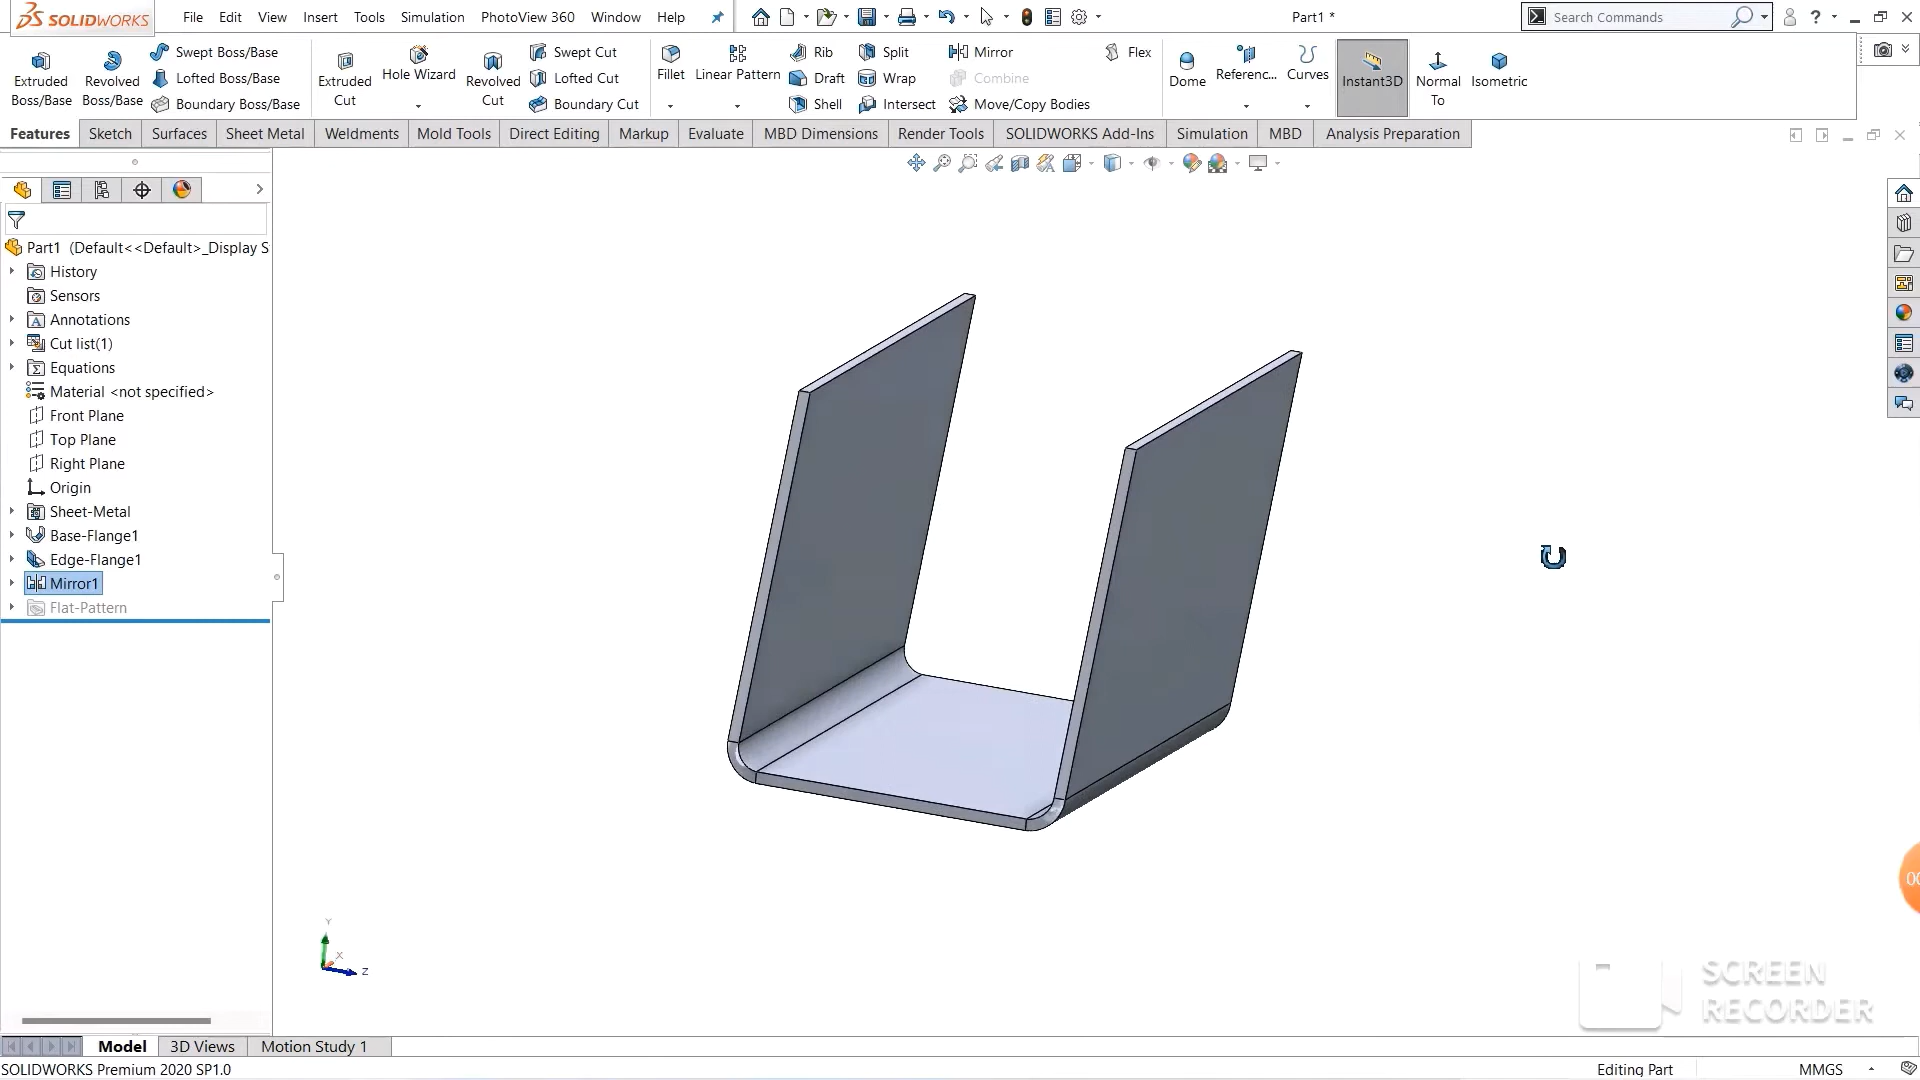 SOLIDWORKS File Edit View Insert Tools Simulation PhotoView 360 Window Help Part1 * Search Commands ?
Extruded Boss/Base
Revolved Boss/Base
Swept Boss/Base
Lofted Boss/Base
Boundary Boss/Base
Extruded Cut
Hole Wizard
Revolved Cut
Swept Cut
Lofted Cut
Boundary Cut
Fillet
Linear Pattern
Rib
Draft
Shell
Split
Wrap
Intersect
Mirror
Combine
Move/Copy Bodies
Flex
Dome
Referenc...
Curves
Instant3D
Normal To
Isometric
Features Sketch Surfaces Sheet Metal Weldments Mold Tools Direct Editing Markup Evaluate MBD Dimensions Render Tools SOLIDWORKS Add-Ins Simulation MBD Analysis Preparation
Part1 (Default<<Default>_Display S
History
Sensors
Annotations
Cut list(1)
Equations
Material <not specified>
Front Plane
Top Plane
Right Plane
Origin
Sheet-Metal
Base-Flange1
Edge-Flange1
Mirror1
Flat-Pattern
Y
X
Z
00
SCREEN
RECORDER
Model 3D Views Motion Study 1
SOLIDWORKS Premium 2020 SP1.0 Editing Part MMGS